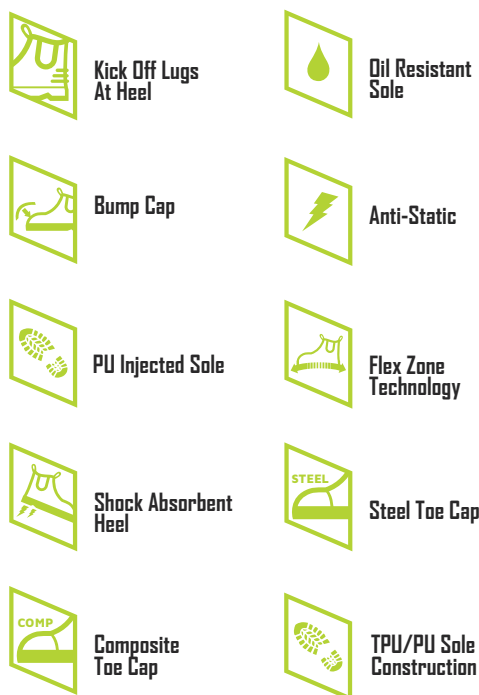 Kick Off Lugs
At Heel
Oil Resistant
Sole
Bump Cap
Anti-Static
PU Injected Sole
Flex Zone
Technology
Shock Absorbent
Heel
STEEL
Steel Toe Cap
COMP
Composite
Toe Cap
TPU/PU Sole
Construction